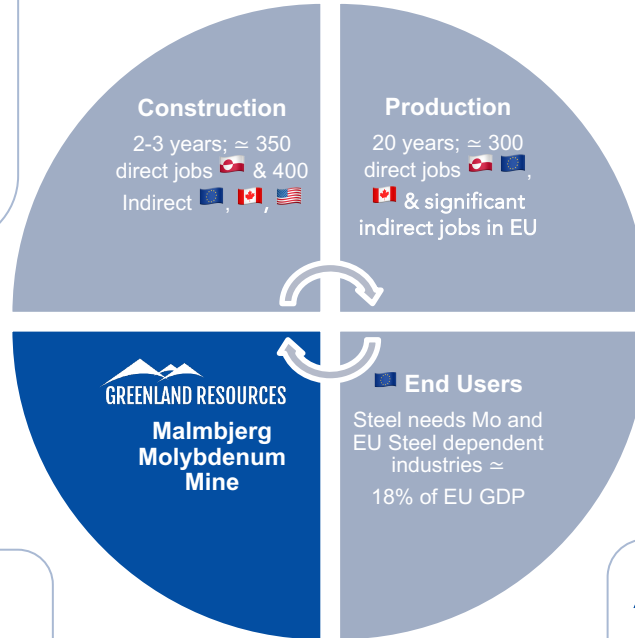 Construction
2-3 years; ≃ 350
direct jobs 🇬🇱 & 400
Indirect 🇪🇺, 🇨🇦, 🇺🇸
Production
20 years; ≃ 300
direct jobs 🇬🇱 🇪🇺,
🇨🇦 & significant
indirect jobs in EU
GREENLAND RESOURCES
Malmbjerg
Molybdenum
Mine
🇪🇺 End Users
Steel needs Mo and
EU Steel dependent
industries ≃
18% of EU GDP